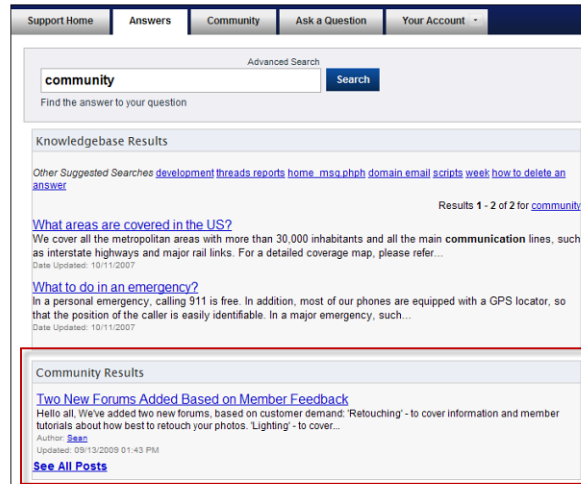 Support Home Answers Community Ask a Question Your Account
Advanced Search
community Search
Find the answer to your question
Knowledgebase Results
Other Suggested Searches development threads reports home_msg.phph domain email scripts week how to delete an
answer
Results 1 - 2 of 2 for community
What areas are covered in the US?
We cover all the metropolitan areas with more than 30,000 inhabitants and all the main communication lines, such
as interstate highways and major rail links. For a detailed coverage map, please refer...
Date Updated: 10/11/2007
What to do in an emergency?
In a personal emergency, calling 911 is free. In addition, most of our phones are equipped with a GPS locator, so
that the position of the caller is easily identifiable. In a major emergency, such...
Date Updated: 10/11/2007
Community Results
Two New Forums Added Based on Member Feedback
Hello all, We've added two new forums, based on customer demand: 'Retouching' - to cover information and member
tutorials about how best to retouch your photos. 'Lighting' - to cover...
Author: Sean
Updated: 09/13/2009 01:43 PM
See All Posts